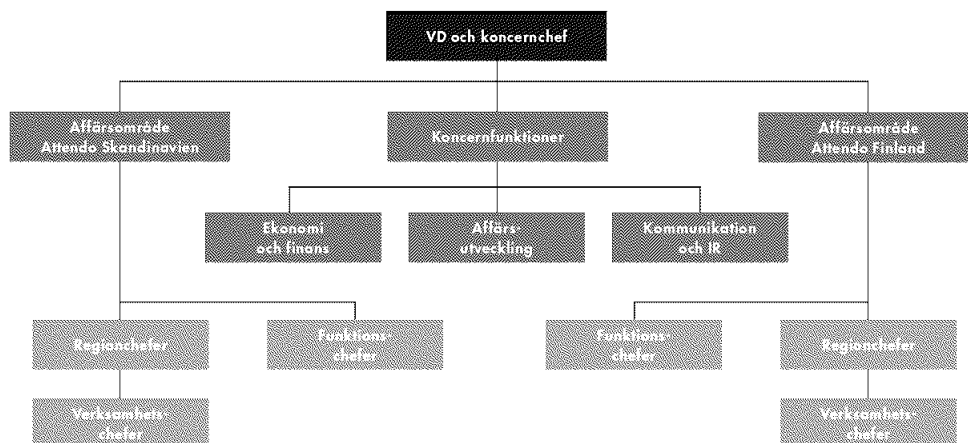 VD och koncernchef
Affärsområde
Attendo Skandinavien
Koncernfunktioner
Affärsområde
Attendo Finland
Ekonomi
och finans
Affärs-
utveckling
Kommunikation
och IR
Regionchefer
Funktions-
chefer
Funktions-
chefer
Regionchefer
Verksamhets-
chefer
Verksamhets-
chefer